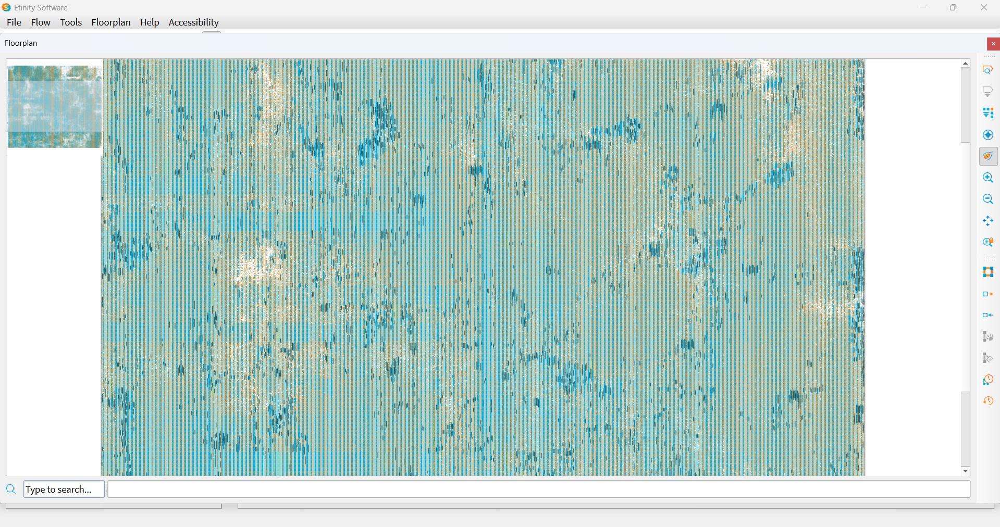 Efinity Software
File Flow Tools Floorplan Help Accessibility
Floorplan
Type to search...